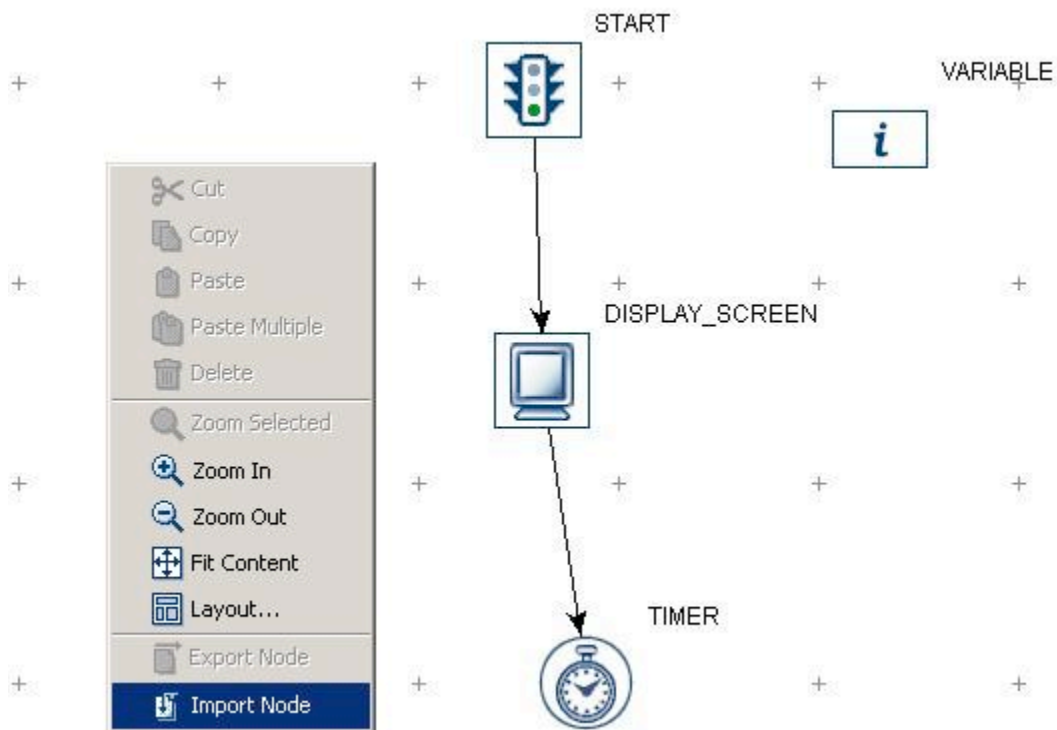 START
VARIABLE
i
Cut
Copy
Paste
Paste Multiple
Delete
Zoom Selected
Zoom In
Zoom Out
Fit Content
Layout...
Export Node
Import Node
DISPLAY_SCREEN
TIMER